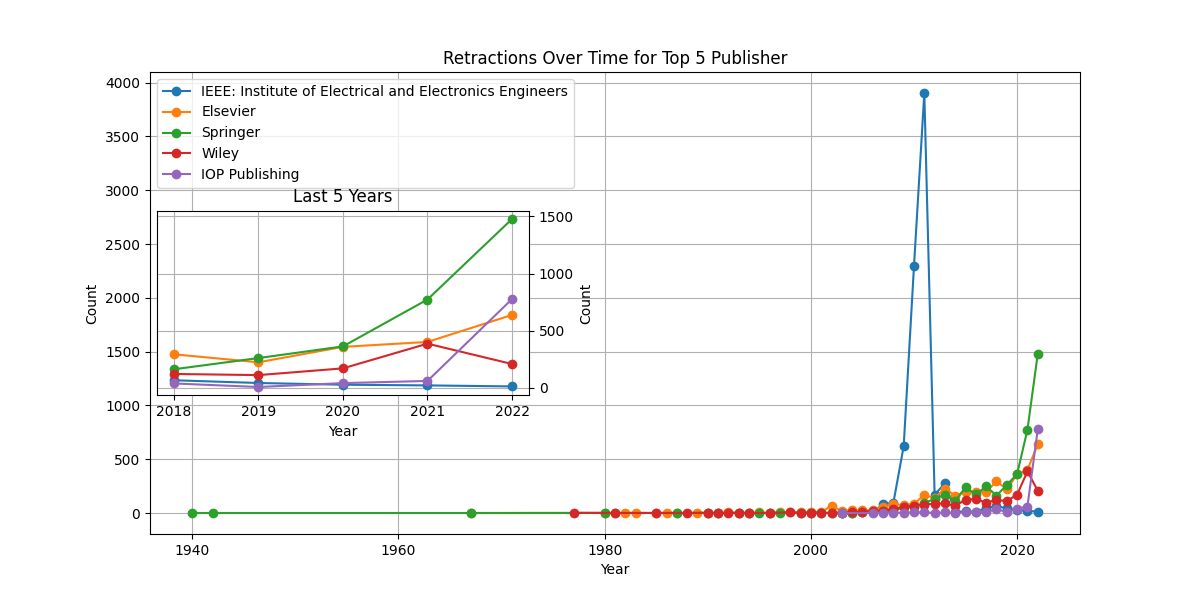 Retractions Over Time for Top 5 Publisher
4000
3500
3000
2500
2000
1500
1000
500
0
Count
IEEE: Institute of Electrical and Electronics Engineers
Elsevier
Springer
Wiley
IOP Publishing
Last 5 Years
1500
1000
500
0
Count
2018 2019 2020 2021 2022
Year
1940 1960 1980 2000 2020
Year